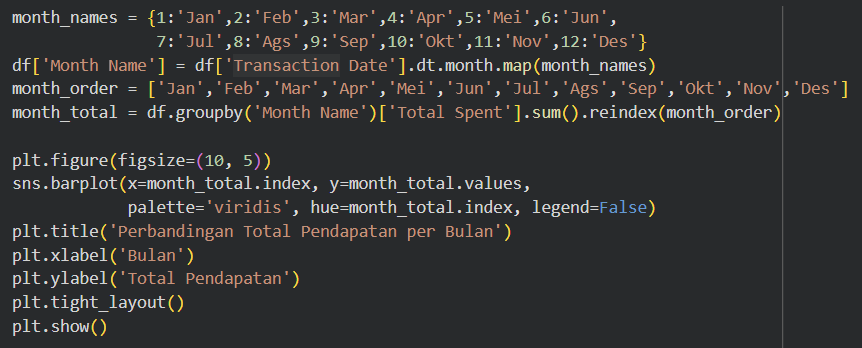 month_names = {1:'Jan',2:'Feb',3:'Mar',4:'Apr',5:'Mei',6:'Jun',
               7:'Jul',8:'Ags',9:'Sep',10:'Okt',11:'Nov',12:'Des'}
df['Month Name'] = df['Transaction Date'].dt.month.map(month_names)
month_order = ['Jan','Feb','Mar','Apr','Mei','Jun','Jul','Ags','Sep','Okt','Nov','Des']
month_total = df.groupby('Month Name')['Total Spent'].sum().reindex(month_order)

plt.figure(figsize=(10, 5))
sns.barplot(x=month_total.index, y=month_total.values,
            palette='viridis', hue=month_total.index, legend=False)
plt.title('Perbandingan Total Pendapatan per Bulan')
plt.xlabel('Bulan')
plt.ylabel('Total Pendapatan')
plt.tight_layout()
plt.show()